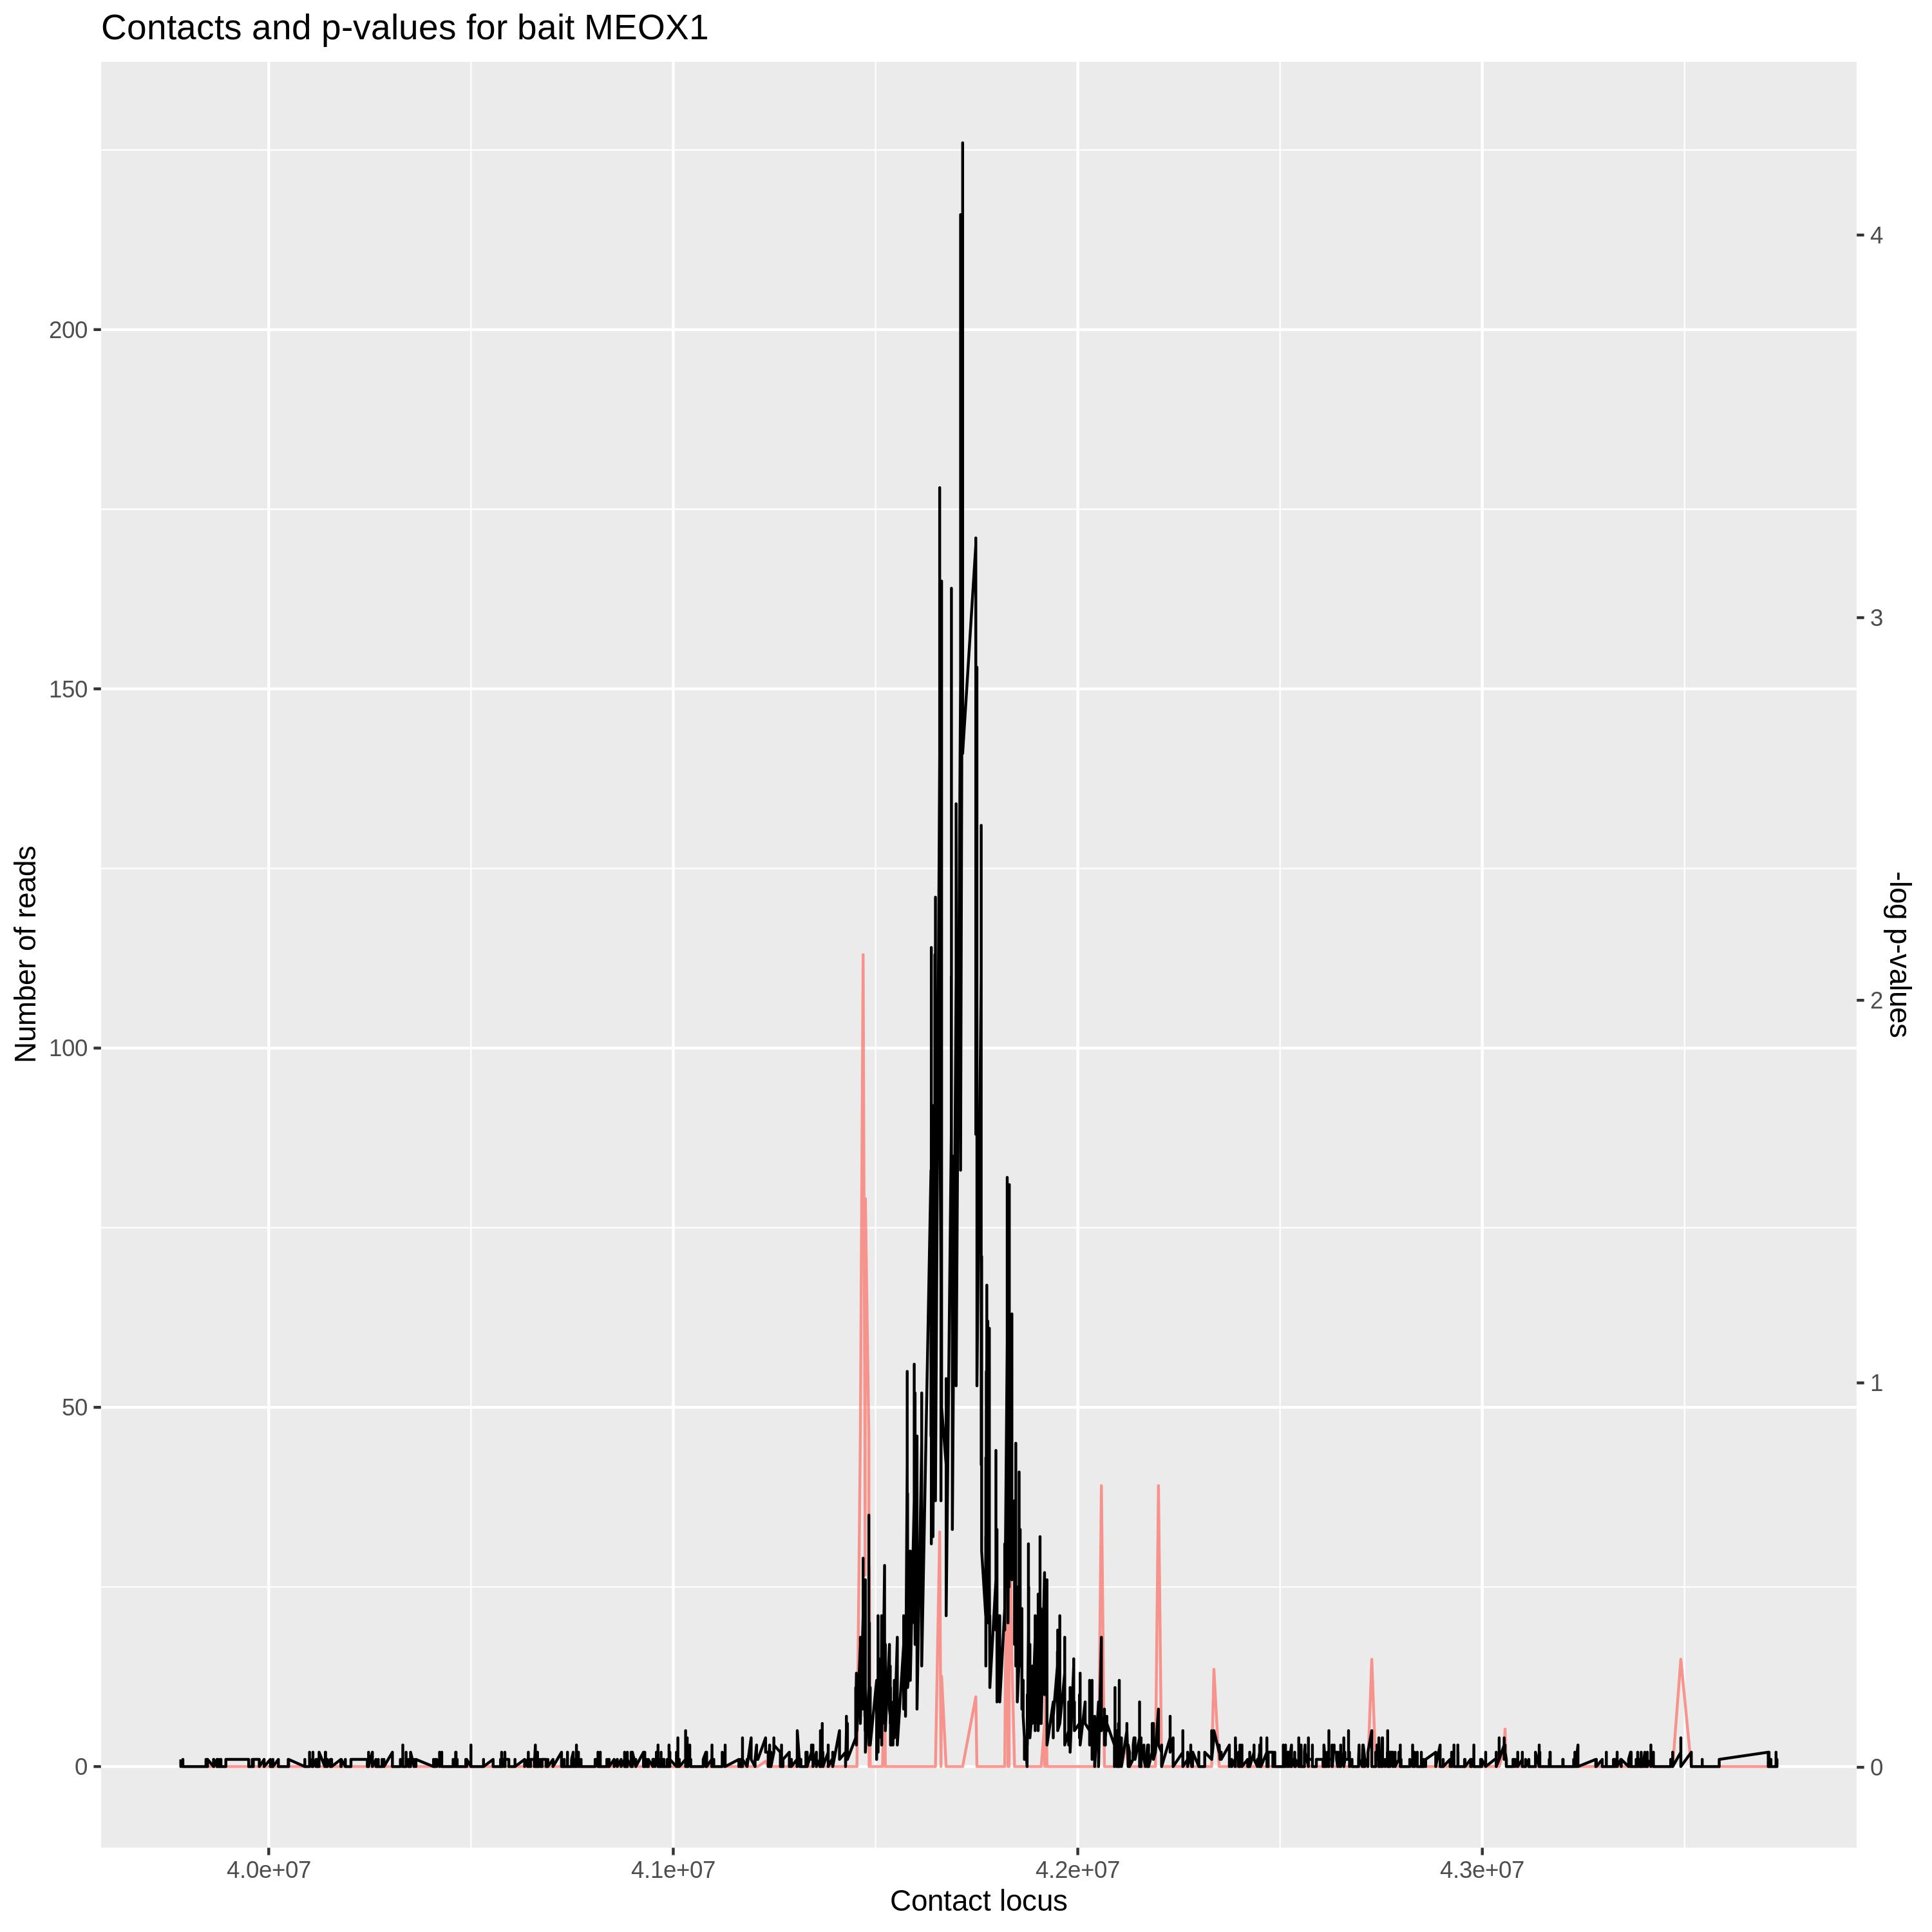 Contacts and p-values for bait MEOX1
Number of reads
200
150
100
50
0
4
3
2
1
0
-log p-values
4.0e+07
4.1e+07
4.2e+07
4.3e+07
Contact locus